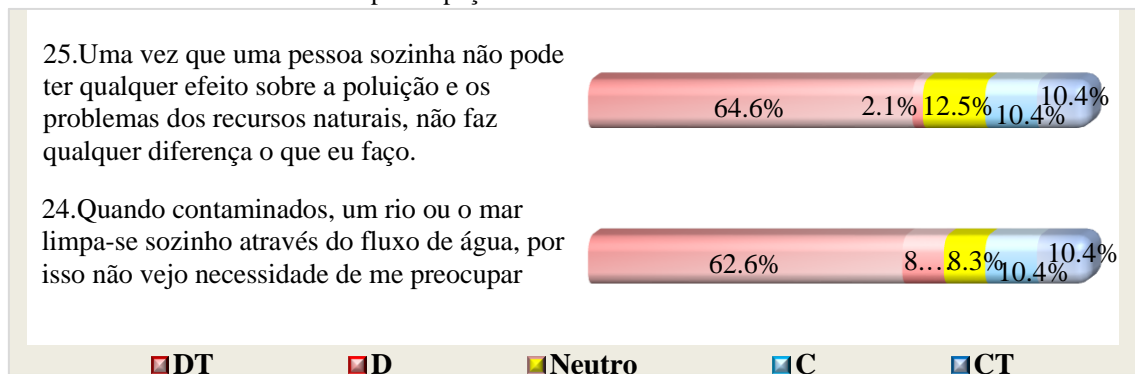 25.Uma vez que uma pessoa sozinha não pode
ter qualquer efeito sobre a poluição e os
problemas dos recursos naturais, não faz
qualquer diferença o que eu faço.
64.6% 2.1% 12.5% 10.4% 10.4%
24.Quando contaminados, um rio ou o mar
limpa-se sozinho através do fluxo de água, por
isso não vejo necessidade de me preocupar
62.6% 8.… 8.3% 10.4% 10.4%
DT D Neutro C CT